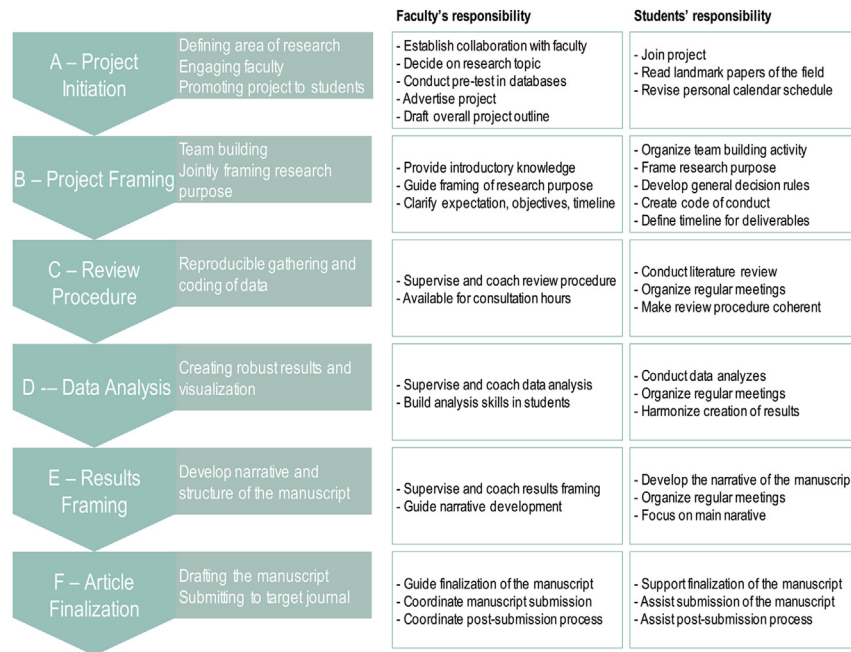 Faculty's responsibility
Students' responsibility
A – Project
Initiation
Defining area of research
Engaging faculty
Promoting project to students
- Establish collaboration with faculty
- Decide on research topic
- Conduct pre-test in databases
- Advertise project
- Draft overall project outline
- Join project
- Read landmark papers of the field
- Revise personal calendar schedule
B – Project Framing
Team building
Jointly framing research
purpose
- Provide introductory knowledge
- Guide framing of research purpose
- Clarify expectation, objectives, timeline
- Organize team building activity
- Frame research purpose
- Develop general decision rules
- Create code of conduct
- Define timeline for deliverables
C – Review
Procedure
Reproducible gathering and
coding of data
- Supervise and coach review procedure
- Available for consultation hours
- Conduct literature review
- Organize regular meetings
- Make review procedure coherent
D -– Data Analysis
Creating robust results and
visualization
- Supervise and coach data analysis
- Build analysis skills in students
- Conduct data analyzes
- Organize regular meetings
- Harmonize creation of results
E – Results
Framing
Develop narrative and
structure of the manuscript
- Supervise and coach results framing
- Guide narrative development
- Develop the narrative of the manuscript
- Organize regular meetings
- Focus on main narative
F – Article
Finalization
Drafting the manuscript
Submitting to target journal
- Guide finalization of the manuscript
- Coordinate manuscript submission
- Coordinate post-submission process
- Support finalization of the manuscript
- Assist submission of the manuscript
- Assist post-submission process